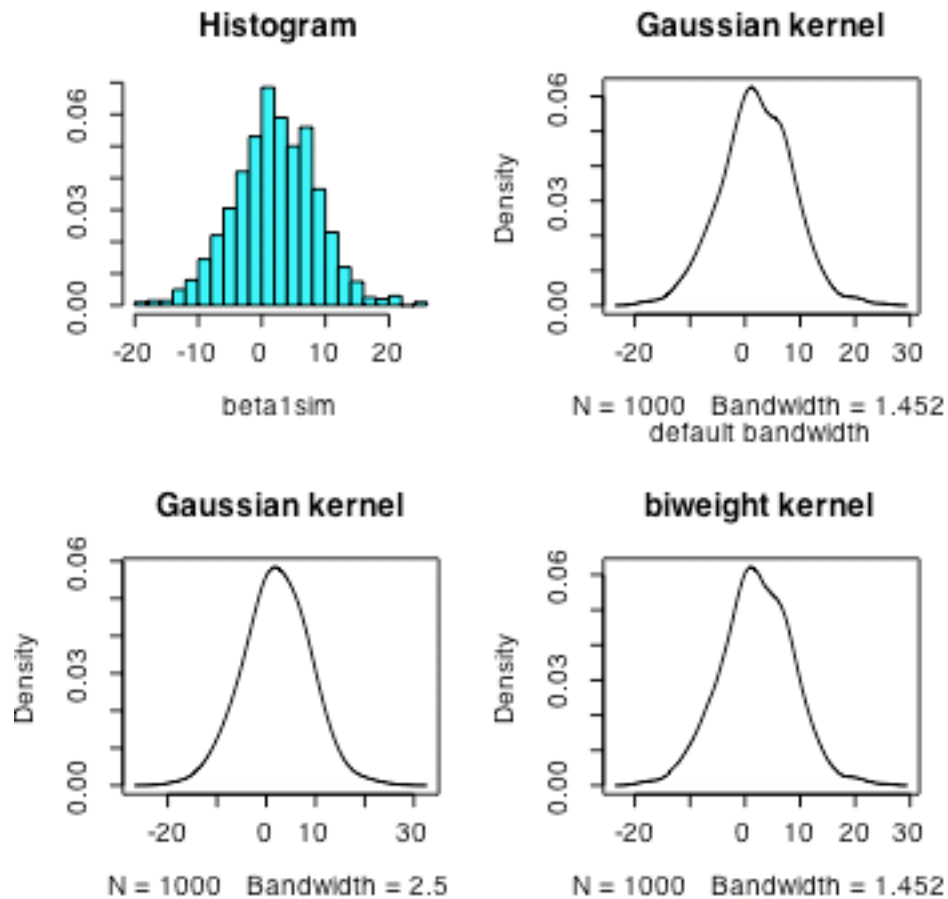 Histogram
0.06
0.03
0.00
-20 -10 0 10 20
beta1sim
Gaussian kernel
Density
0.06
0.03
0.00
-20 0 10 20 30
N = 1000 Bandwidth = 1.452
default bandwidth
Gaussian kernel
Density
0.06
0.03
0.00
-20 0 10 30
N = 1000 Bandwidth = 2.5
biweight kernel
Density
0.06
0.03
0.00
-20 0 10 20 30
N = 1000 Bandwidth = 1.452